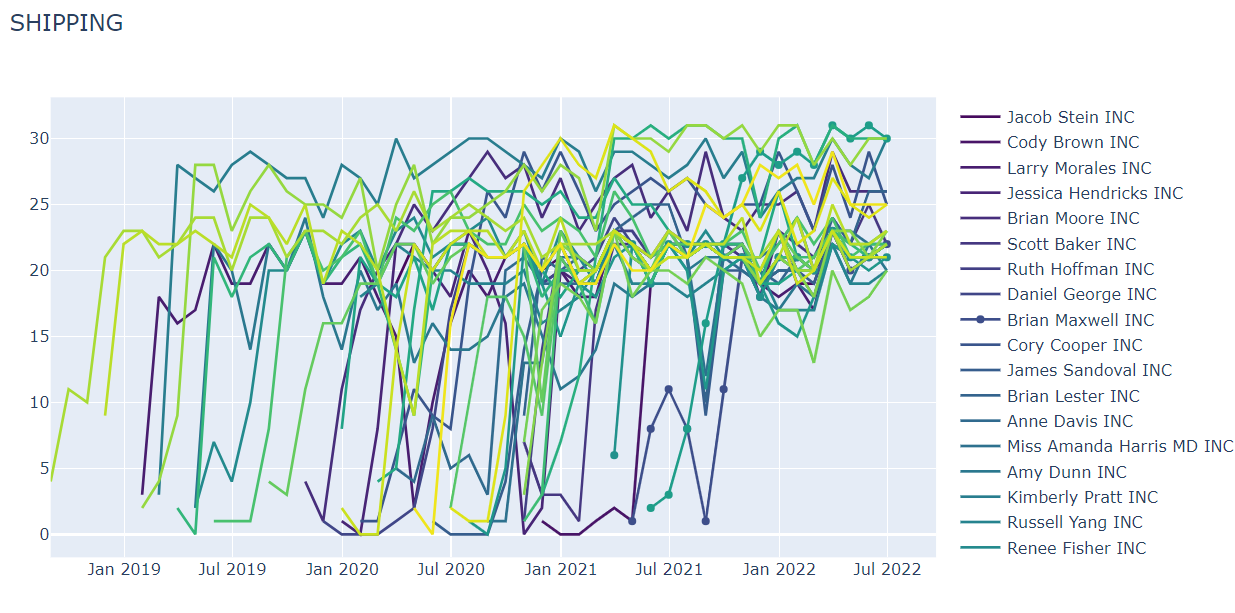 SHIPPING
30
25
20
15
10
5
0
Jan 2019
Jul 2019
Jan 2020
Jul 2020
Jan 2021
Jul 2021
Jan 2022
Jul 2022
Jacob Stein INC
Cody Brown INC
Larry Morales INC
Jessica Hendricks INC
Brian Moore INC
Scott Baker INC
Ruth Hoffman INC
Daniel George INC
Brian Maxwell INC
Cory Cooper INC
James Sandoval INC
Brian Lester INC
Anne Davis INC
Miss Amanda Harris MD INC
Amy Dunn INC
Kimberly Pratt INC
Russell Yang INC
Renee Fisher INC